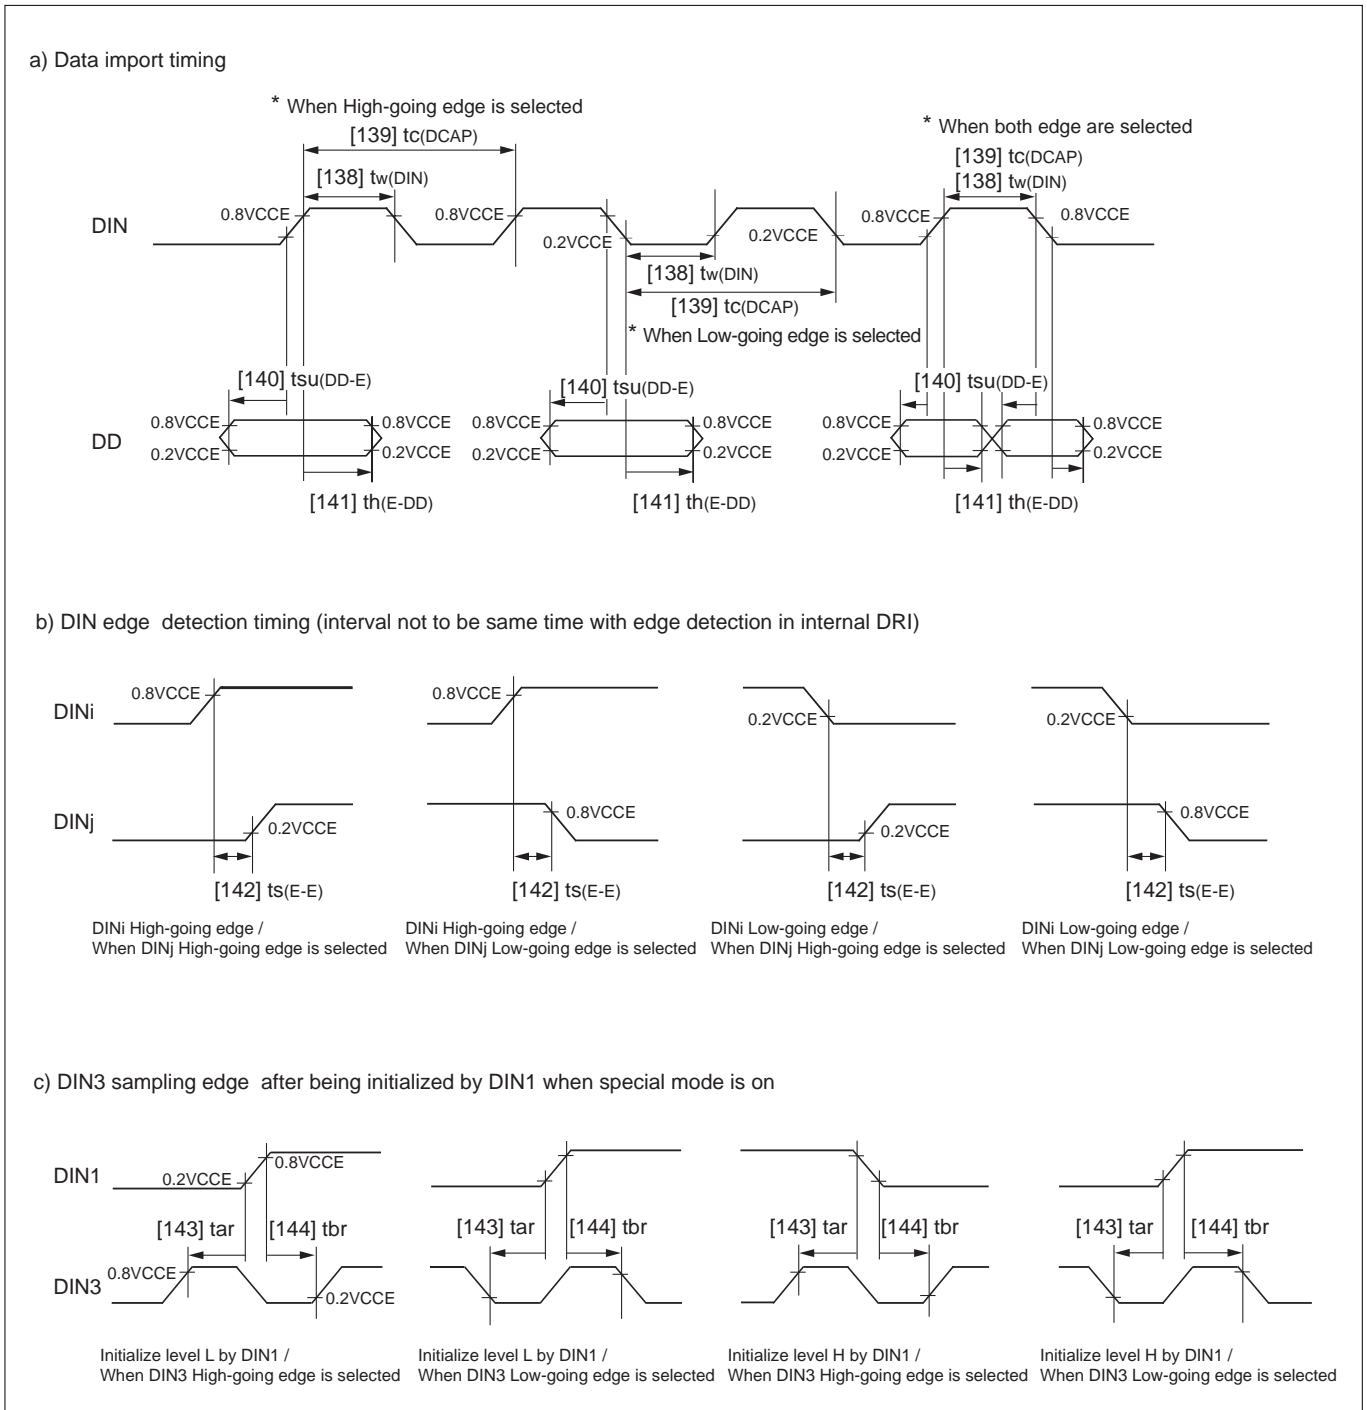 a) Data import timing
* When High-going edge is selected
[139] tc(DCAP)
[138] tw(DIN)
* When both edge are selected
[139] tc(DCAP)
[138] tw(DIN)
DIN
0.8VCCE
0.8VCCE
0.2VCCE
0.2VCCE
0.8VCCE
0.8VCCE
[138] tw(DIN)
[139] tc(DCAP)
* When Low-going edge is selected
[140] tsu(DD-E)
[140] tsu(DD-E)
[140] tsu(DD-E)
DD
0.8VCCE
0.8VCCE
0.8VCCE
0.8VCCE
0.8VCCE
0.8VCCE
0.2VCCE
0.2VCCE
0.2VCCE
0.2VCCE
0.2VCCE
0.2VCCE
[141] th(E-DD)
[141] th(E-DD)
[141] th(E-DD)
b) DIN edge detection timing (interval not to be same time with edge detection in internal DRI)
DINi
0.8VCCE
0.8VCCE
0.2VCCE
0.2VCCE
DINj
0.2VCCE
0.8VCCE
0.2VCCE
0.8VCCE
[142] ts(E-E)
[142] ts(E-E)
[142] ts(E-E)
[142] ts(E-E)
DINi High-going edge /
When DINj High-going edge is selected
DINi High-going edge /
When DINj Low-going edge is selected
DINi Low-going edge /
When DINj High-going edge is selected
DINi Low-going edge /
When DINj Low-going edge is selected
c) DIN3 sampling edge after being initialized by DIN1 when special mode is on
DIN1
0.2VCCE
0.8VCCE
[143] tar
[144] tbr
[143] tar
[144] tbr
[143] tar
[144] tbr
[143] tar
[144] tbr
DIN3
0.8VCCE
0.2VCCE
Initialize level L by DIN1 /
When DIN3 High-going edge is selected
Initialize level L by DIN1 /
When DIN3 Low-going edge is selected
Initialize level H by DIN1 /
When DIN3 High-going edge is selected
Initialize level H by DIN1 /
When DIN3 Low-going edge is selected